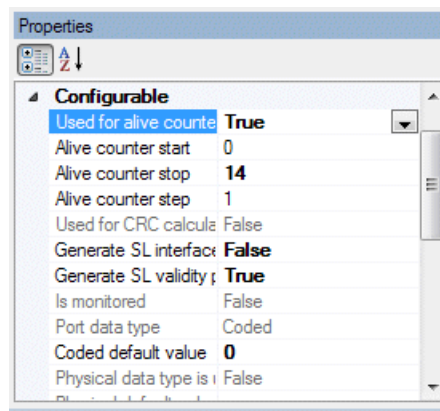 Properties
A
Z
Configurable
Used for alive counte True
Alive counter start 0
Alive counter stop 14
Alive counter step 1
Used for CRC calcula False
Generate SL interface False
Generate SL validity p True
Is monitored False
Port data type Coded
Coded default value 0
Physical data type is u False